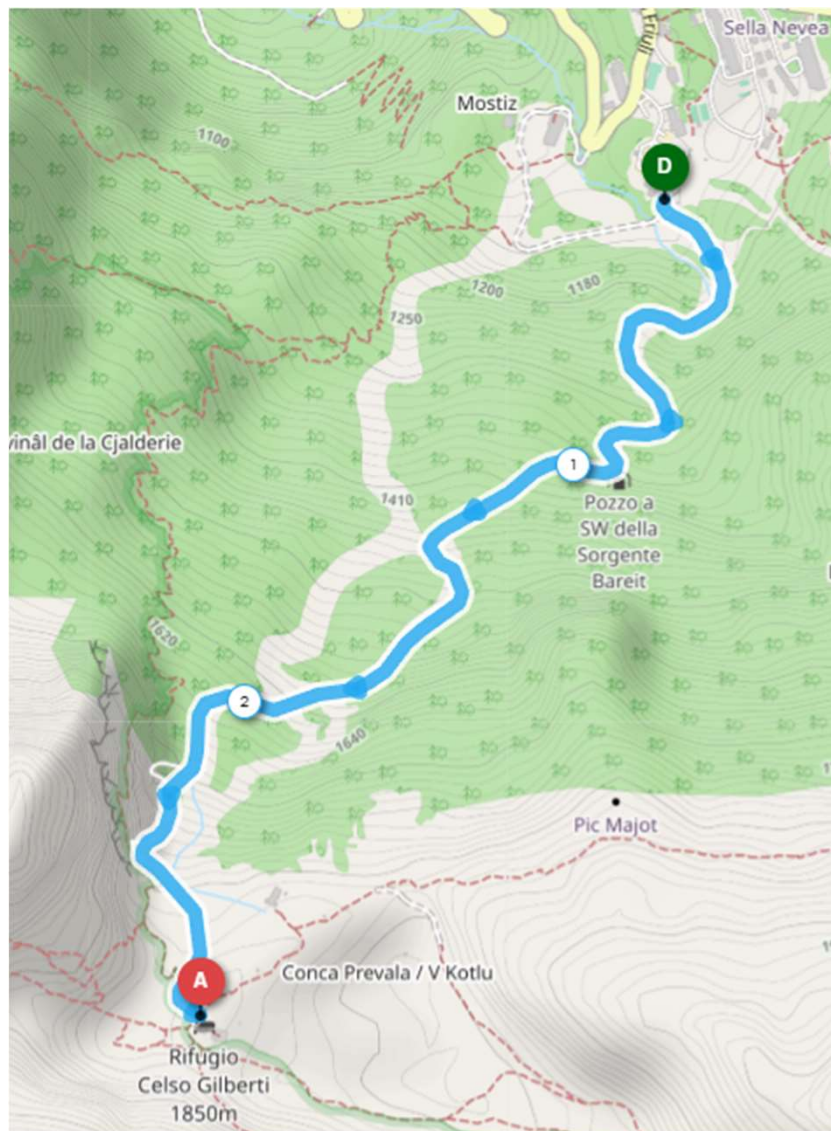 Friuli
Sella Nevea
Mostiz
1100
D
1200
1180
1250
vinâl de la Cjalderie
1410
1
Pozzo a
SW della
Sorgente
Bareit
1620
2
1640
Pic Majot
A
Conca Prevala / V Kotlu
Rifugio
Celso Gilberti
1850m